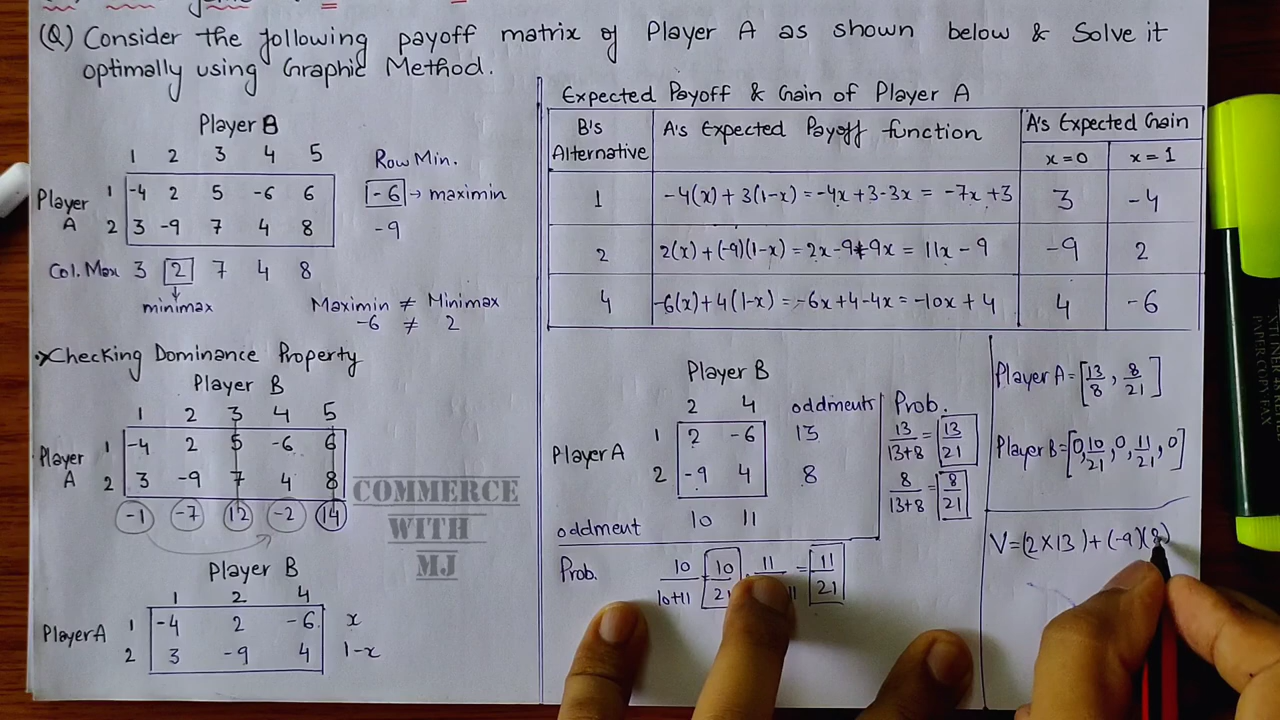 (Q) Consider the following payoff matrix of Player A as shown below & Solve it
optimally using Graphic Method.
Player B
1 2 3 4 5 Row Min.
Player A 1 -4 2 5 -6 6 -6 → maximin
2 3 -9 7 4 8 -9
Col. Max 3 2 7 4 8
minimax
Maximin ≠ Minimax
-6 ≠ 2
Checking Dominance Property
Player B
1 2 3 4 5
Player A 1 -4 2 5 -6 6
2 3 -9 7 4 8
-1 -7 12 -2 14
Player B
1 2 4
Player A 1 -4 2 -6 x
2 3 -9 4 1-x
COMMERCE
WITH
MJ
Expected Payoff & Gain of Player A
B's Alternative A's Expected Payoff function A's Expected Gain
x=0 x=1
1 -4(x)+3(1-x)=-4x+3-3x=-7x+3 3 -4
2 2(x)+(-9)(1-x)=2x-9+9x=11x-9 -9 2
4 -6(x)+4(1-x)=-6x+4-4x=-10x+4 4 -6
Player B
2 4 oddments Prob.
Player A 1 2 -6 13 13/13+8 = 13/21
2 -9 4 8 8/13+8 = 8/21
oddment 10 11
Prob. 10/10+11 10/21 11/ = 11/21
Player A=[13/8, 8/21]
Player B=[0,10/21,0,11/21,0]
V=(2×13)+(-9)(8)
XTREME LIGHTER
PAPER COPY FAX